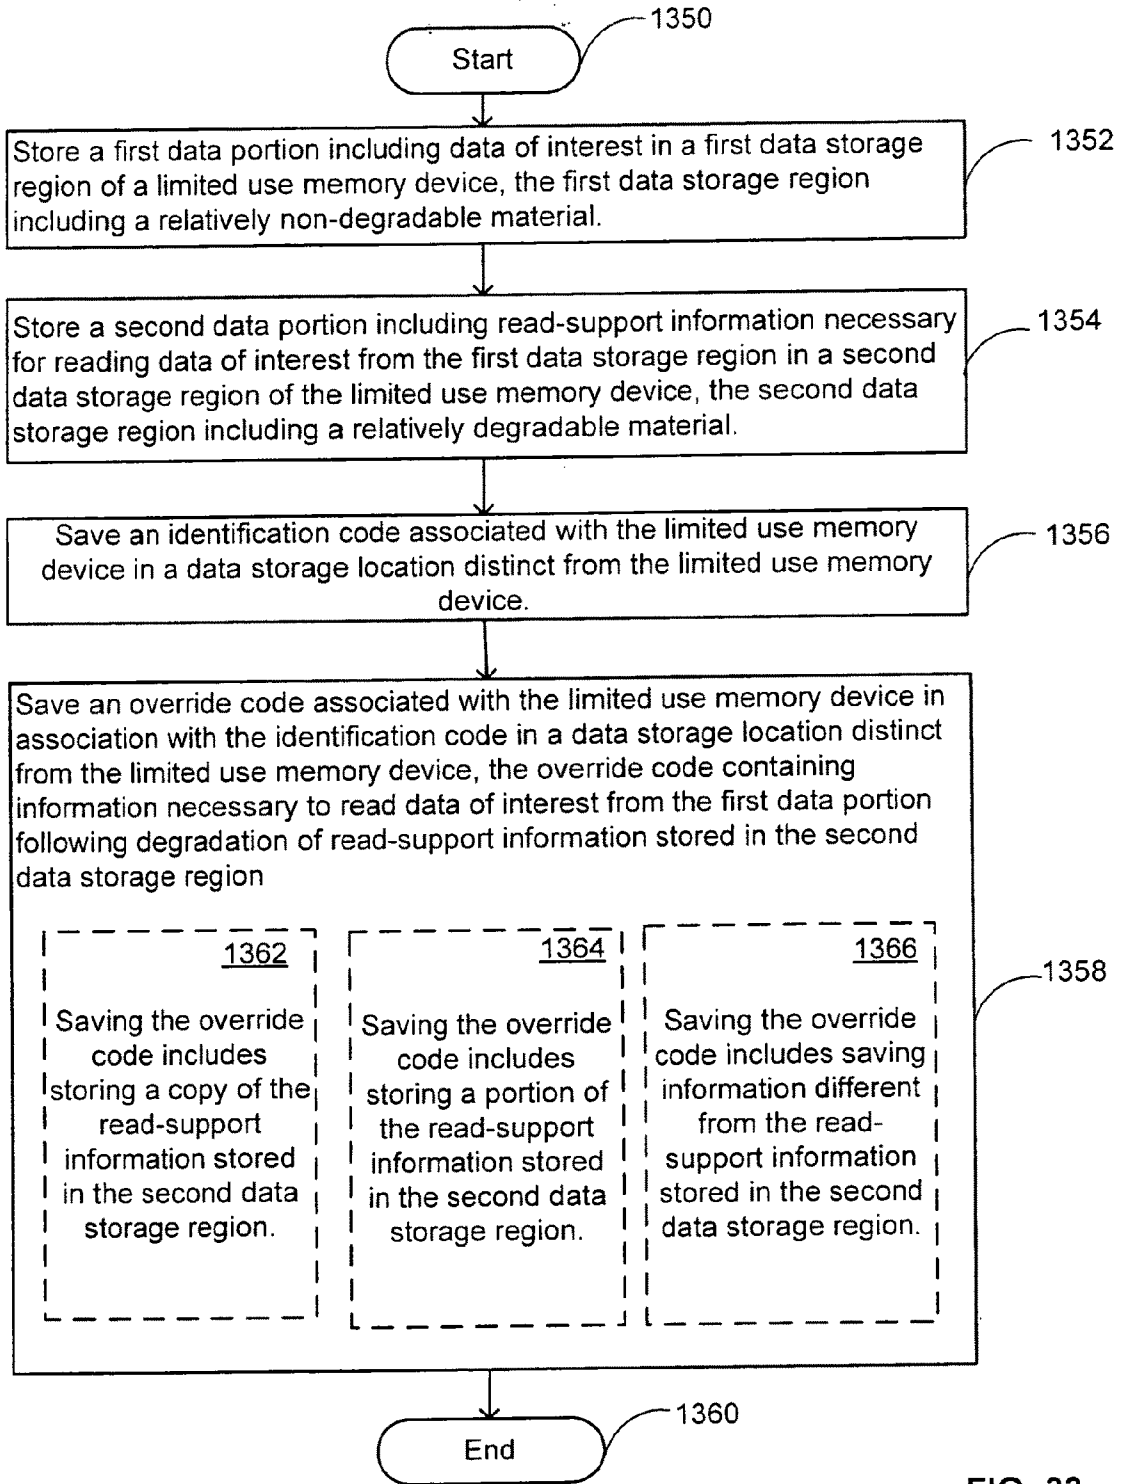 1350
Start
1352
Store a first data portion including data of interest in a first data storage
region of a limited use memory device, the first data storage region
including a relatively non-degradable material.
1354
Store a second data portion including read-support information necessary
for reading data of interest from the first data storage region in a second
data storage region of the limited use memory device, the second data
storage region including a relatively degradable material.
1356
Save an identification code associated with the limited use memory
device in a data storage location distinct from the limited use memory
device.
Save an override code associated with the limited use memory device in
association with the identification code in a data storage location distinct
from the limited use memory device, the override code containing
information necessary to read data of interest from the first data portion
following degradation of read-support information stored in the second
data storage region
1358
1362
Saving the override
code includes
storing a copy of the
read-support
information stored
in the second data
storage region.
1364
Saving the override
code includes
storing a portion of
the read-support
information stored
in the second data
storage region.
1366
Saving the override
code includes saving
information different
from the read-
support information
stored in the second
data storage region.
1360
End